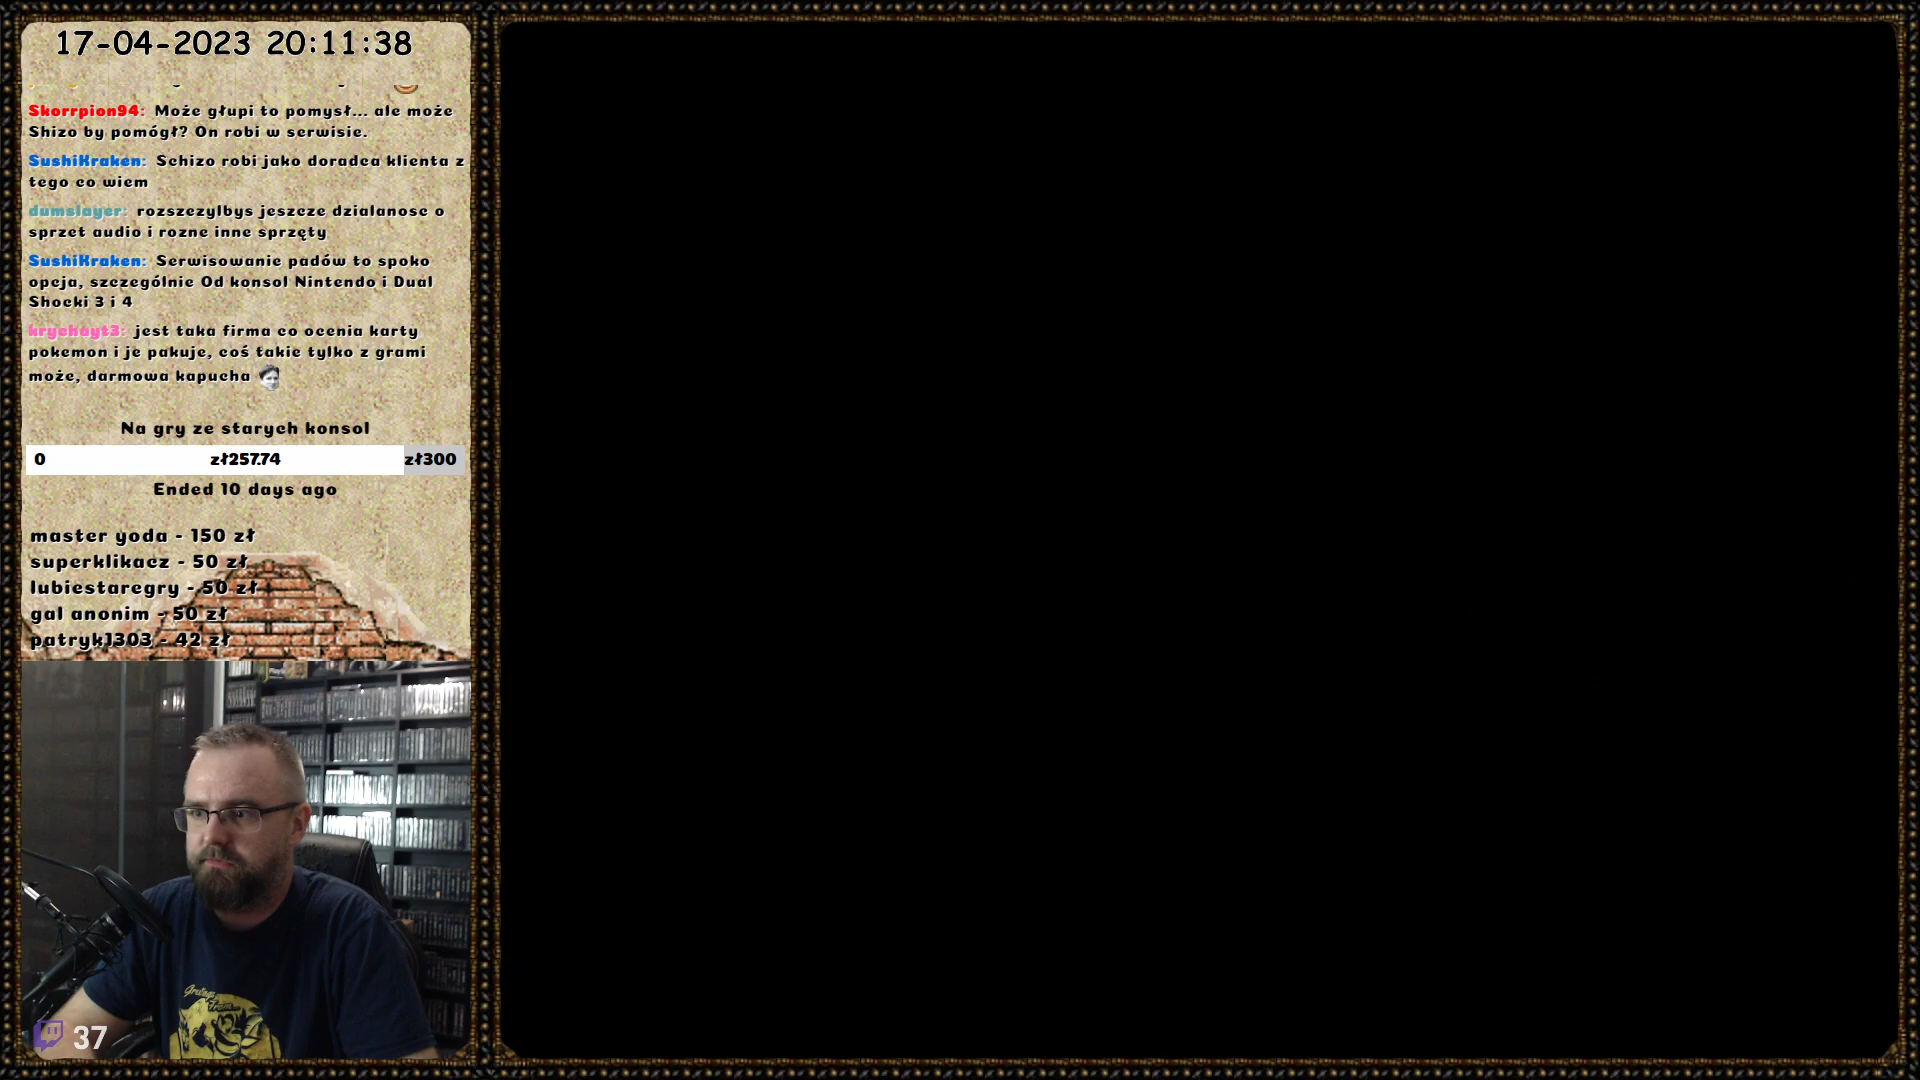 17-04-2023 20:11:38
Skorrpion94: Może głupi to pomysł... ale może
Shizo by pomógł? On robi w serwisie.
SushiKraken: Schizo robi jako doradca klienta z
tego co wiem
dumslayer: rozszezylbys jeszcze dzialanosc o
sprzet audio i rozne inne sprzęty
SushiKraken: Serwisowanie padów to spoko
opcja, szczególnie Od konsol Nintendo i Dual
Shocki 3 i 4
krychayt3: jest taka firma co ocenia karty
pokemon i je pakuje, coś takie tylko z grami
może, darmowa kapucha
Na gry ze starych konsol
0 zł257.74 zł300
Ended 10 days ago
master yoda - 150 zł
superklikacz - 50 zł
lubiestaregry - 50 zł
gal anonim - 50 zł
patryk1303 - 42 zł
Greetings
from
37